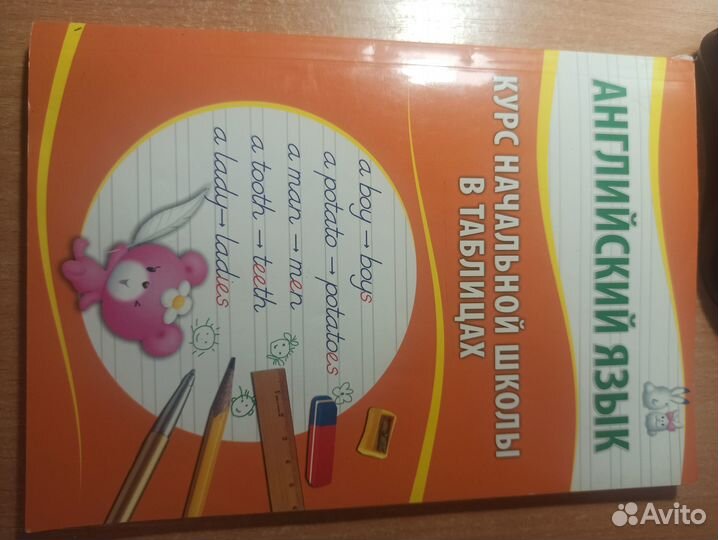 АНГЛИЙСКИЙ ЯЗЫК
КУРС НАЧАЛЬНОЙ ШКОЛЫ
В ТАБЛИЦАХ
a boy → boys
a potato → potatoes
a man → men
a tooth → teeth
a lady → ladies
Avito